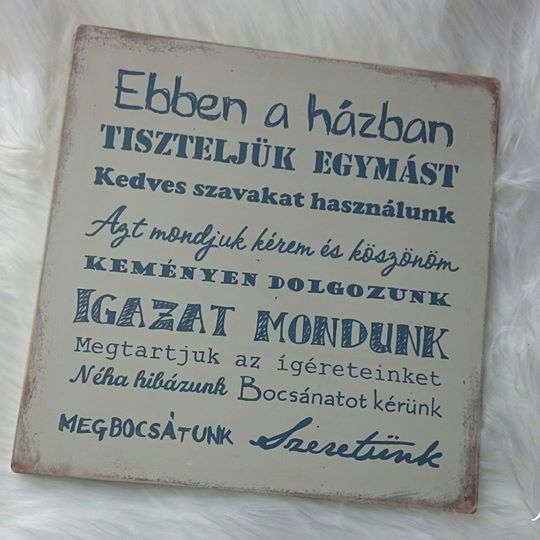 Ebben a házban
TISZTELJÜK EGYMÁST
Kedves szavakat használunk
Azt mondjuk kérem és köszönöm
KEMÉNYEN DOLGOZUNK
IGAZAT MONDUNK
Megtartjuk az ígéreteinket
Néha hibázunk Bocsánatot kérünk
MEGBOCSÁTUNK Szeretünk